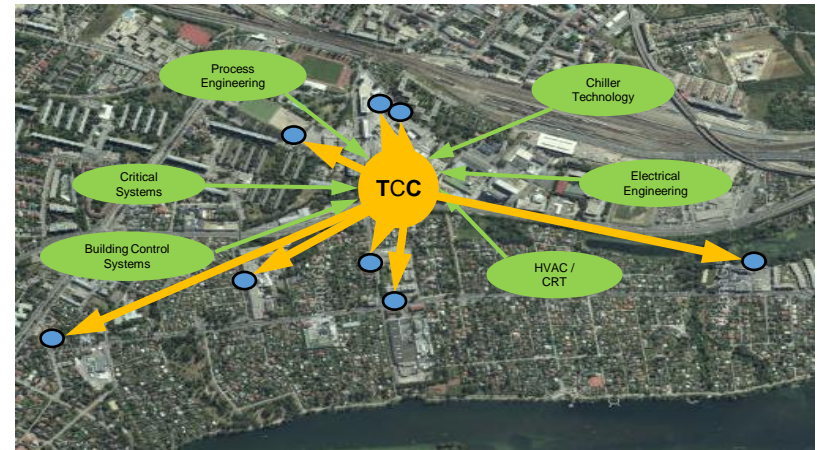 Process
Engineering
Chiller
Technology
Critical
Systems
TCC
Electrical
Engineering
Building Control
Systems
HVAC /
CRT